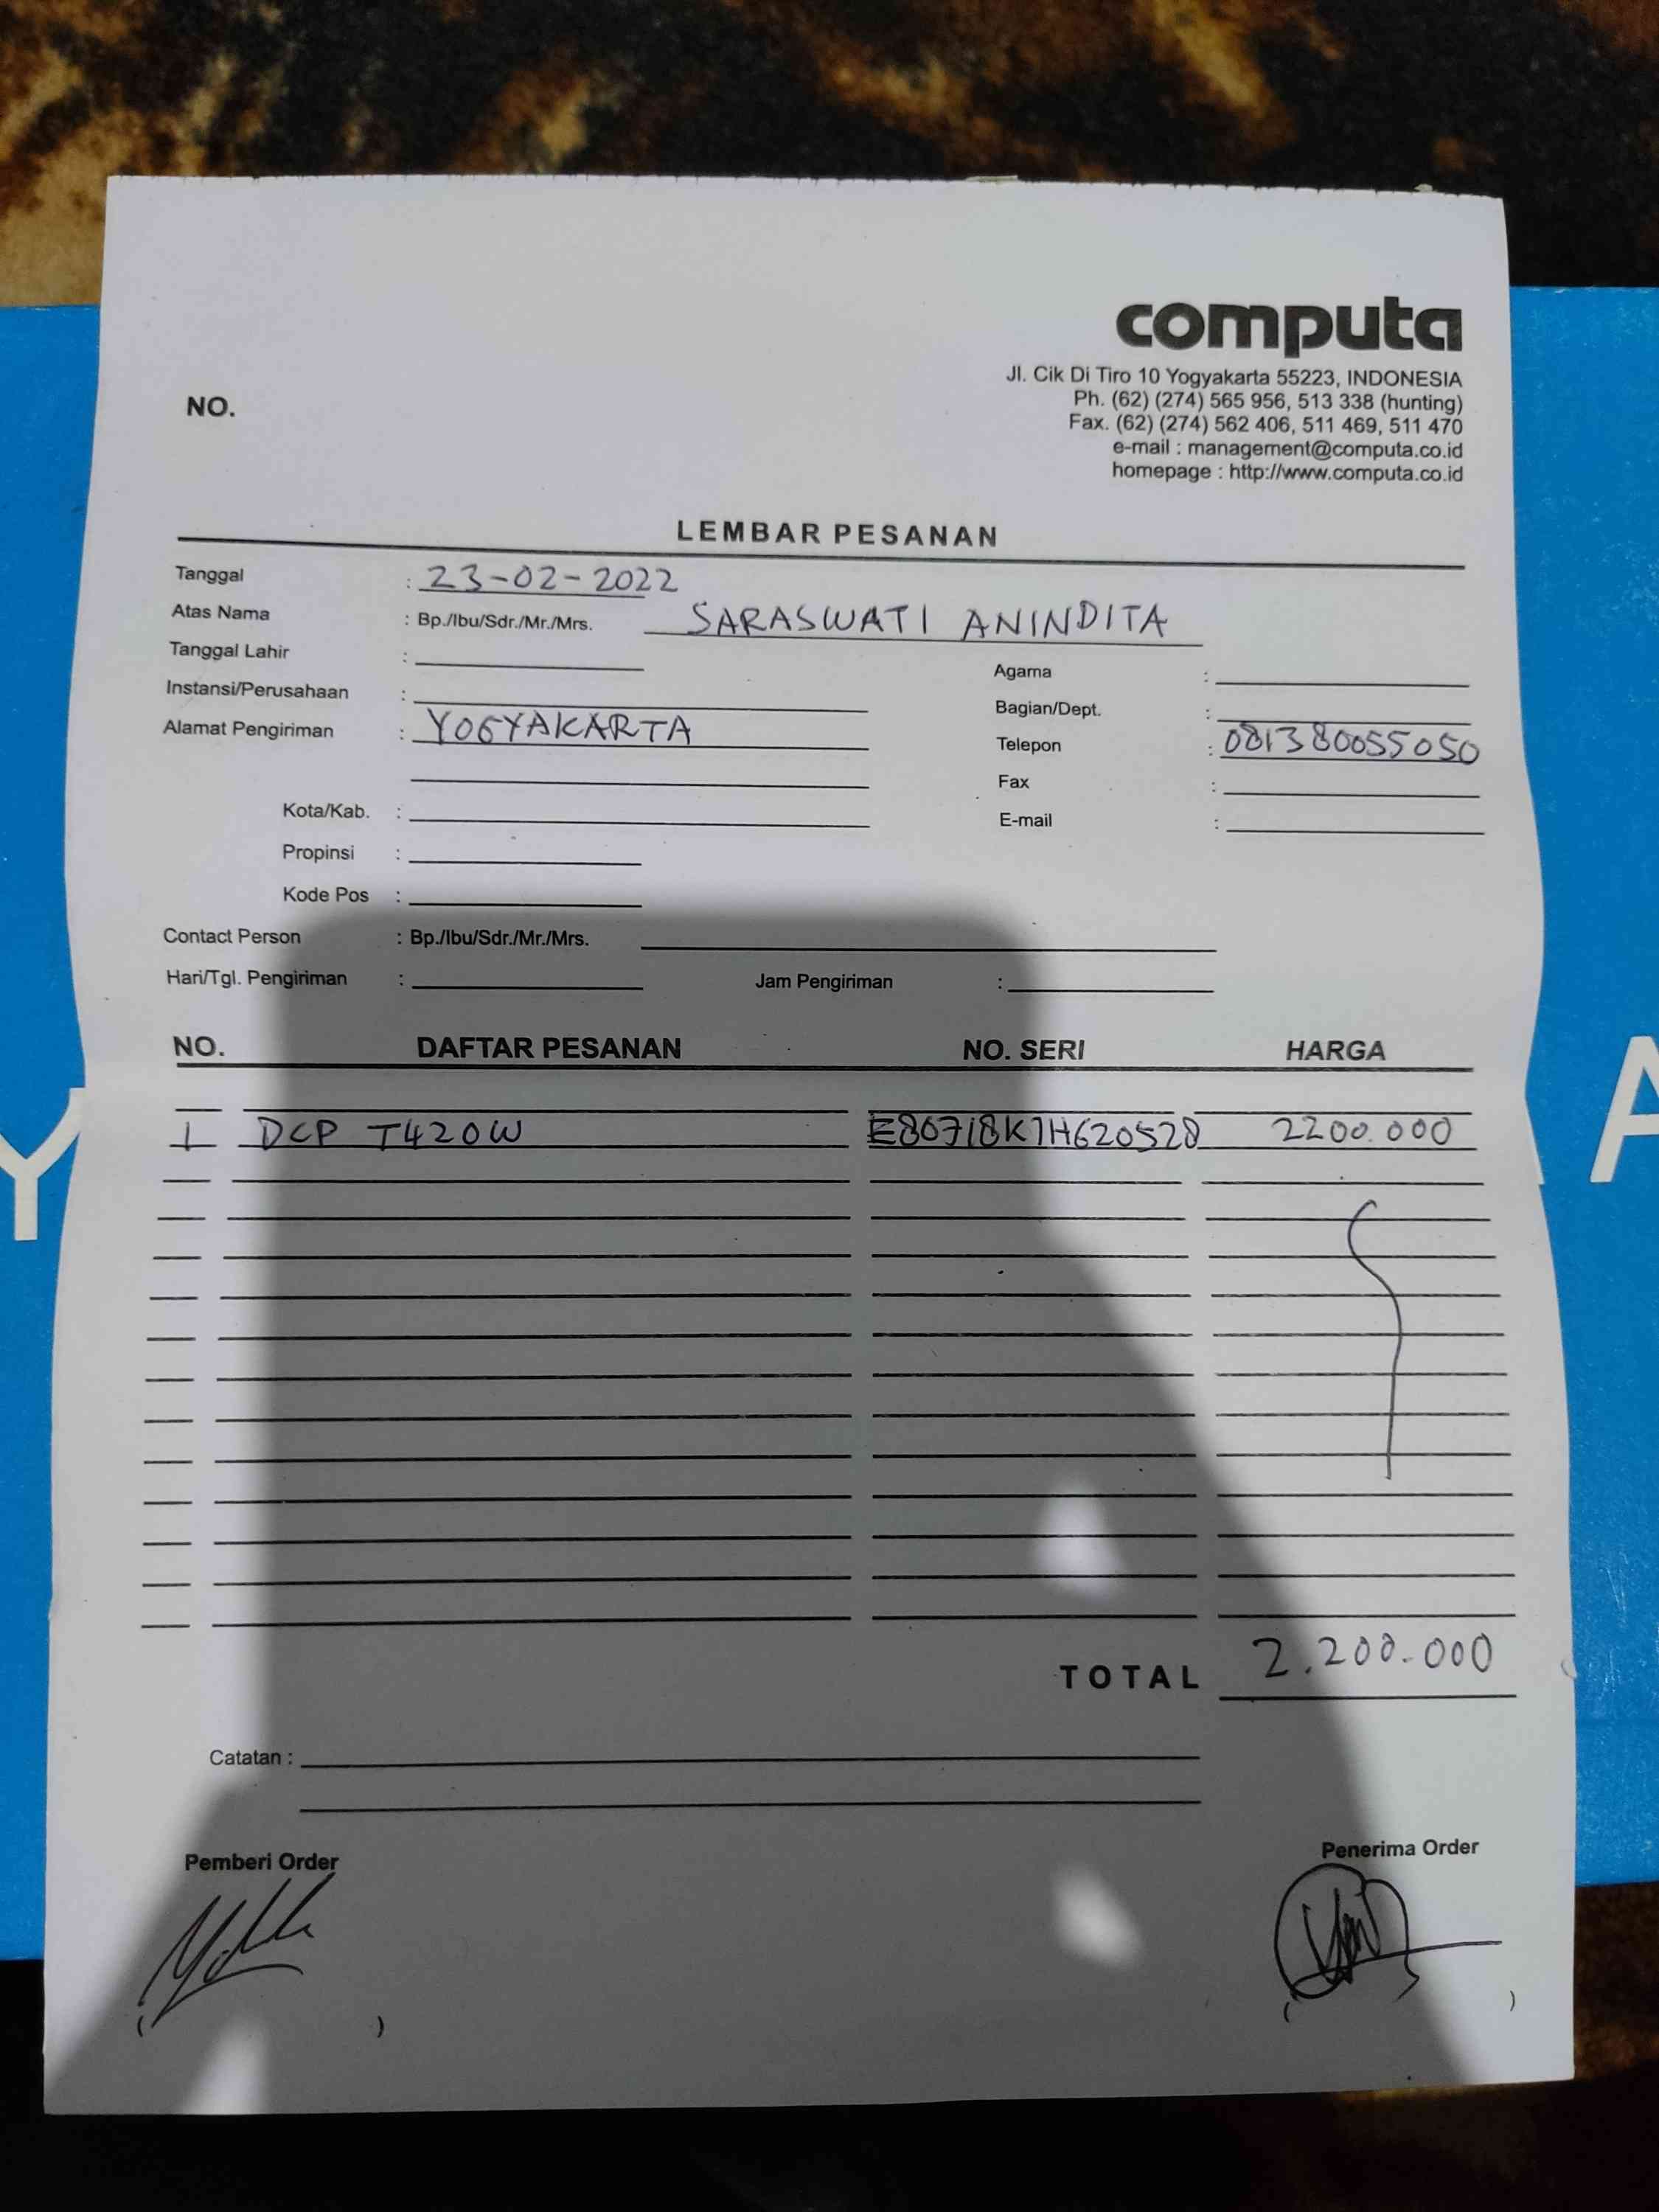 computa
Jl. Cik Di Tiro 10 Yogyakarta 55223, INDONESIA
Ph. (62) (274) 565 956, 513 338 (hunting)
Fax. (62) (274) 562 406, 511 469, 511 470
e-mail : management@computa.co.id
homepage : http://www.computa.co.id
NO.
LEMBAR PESANAN
Tanggal : 23-02-2022
Atas Nama : Bp./Ibu/Sdr./Mr./Mrs. SARASWATI ANINDITA
Tanggal Lahir :
Agama :
Instansi/Perusahaan :
Bagian/Dept. :
Alamat Pengiriman : YOGYAKARTA
Telepon : 081380055050
Fax :
Kota/Kab. :
E-mail :
Propinsi :
Kode Pos :
Contact Person : Bp./Ibu/Sdr./Mr./Mrs.
Hari/Tgl. Pengiriman : Jam Pengiriman :
NO. DAFTAR PESANAN NO. SERI HARGA
1 DCP T420W E80718K1H620528 2200.000
Y A
TOTAL 2.200.000
Catatan :
Pemberi Order Penerima Order
( ) ( )